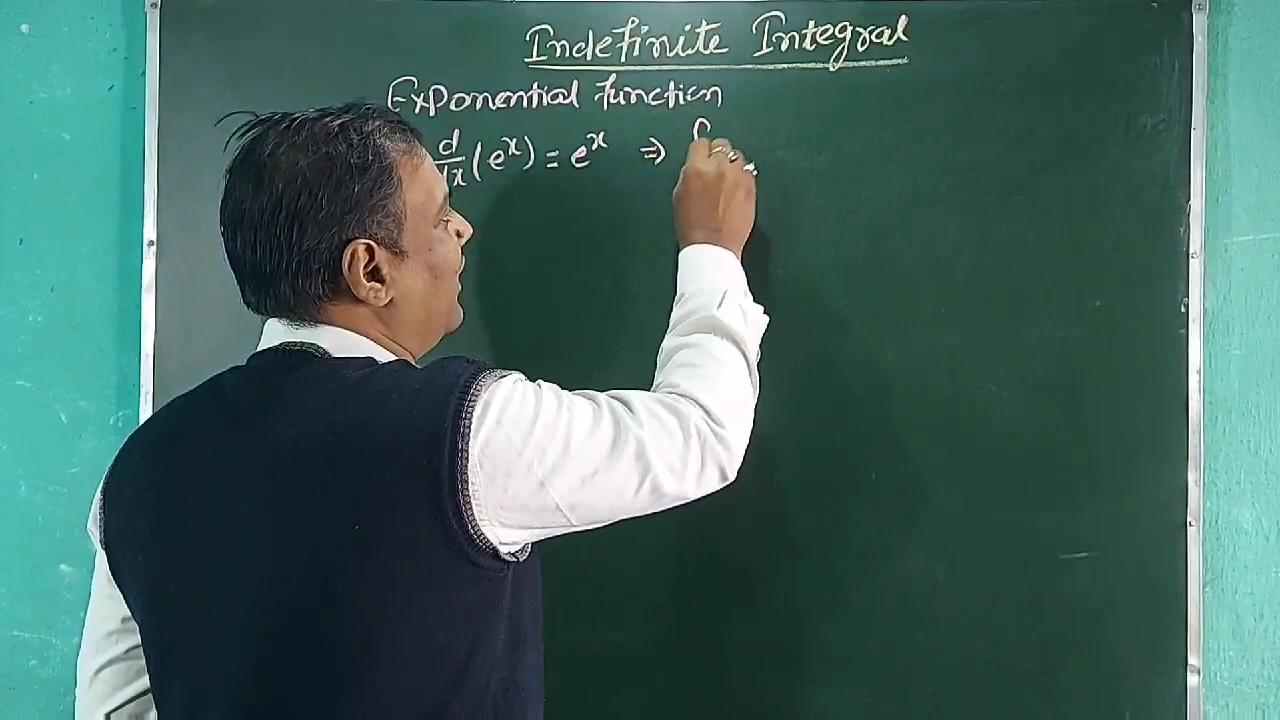 Indefinite Integral
Exponential function
d/dx (e^x) = e^x ⇒ ∫